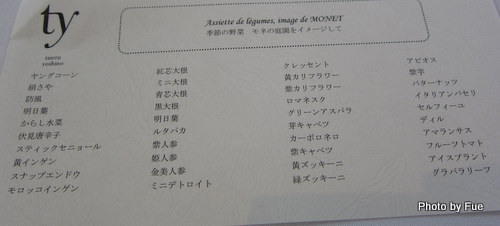 ty
tateru
yoshino
Assiette de légumes, image de MONET
季節の野菜　モネの庭園をイメージして
ヤングコーン
絹さや
防風
明日葉
からし水菜
伏見唐辛子
スティックセニョール
黄インゲン
スナップエンドウ
モロッコインゲン
紅芯大根
ミニ大根
青芯大根
黒大根
明日葉
ルタバカ
紫人参
姫人参
金美人参
ミニデトロイト
クレッセント
黄カリフラワー
紫カリフラワー
ロマネスク
グリーンアスパラ
芽キャベツ
カーボロネロ
紫キャベツ
黄ズッキーニ
緑ズッキーニ
アピオス
紫芋
バターナッツ
イタリアンパセリ
セルフィーユ
ディル
アマランサス
フルーツトマト
アイスプラント
グラパラリーフ
Photo by Fue